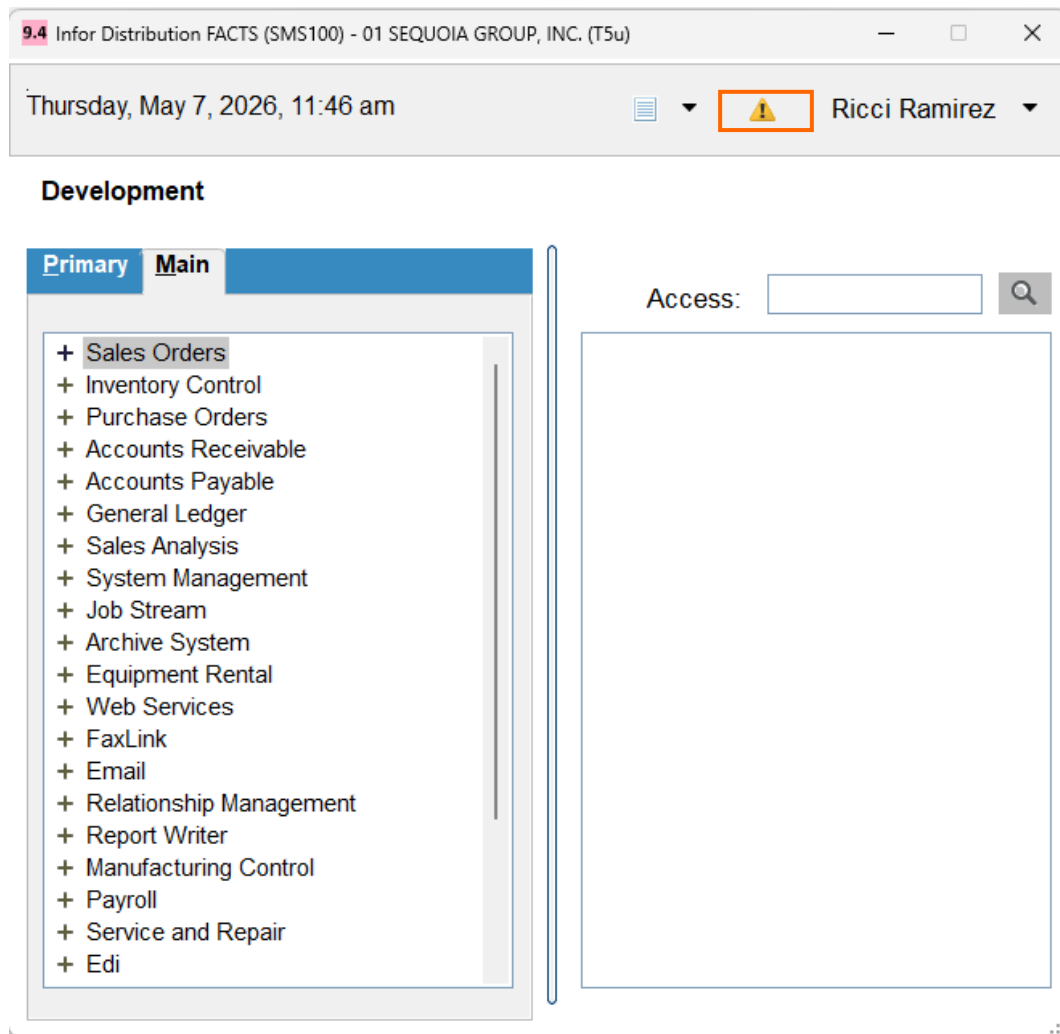 9.4 Infor Distribution FACTS (SMS100) - 01 SEQUOIA GROUP, INC. (T5u)
Thursday, May 7, 2026, 11:46 am
Ricci Ramirez
Development
Primary Main
Access:
+ Sales Orders
+ Inventory Control
+ Purchase Orders
+ Accounts Receivable
+ Accounts Payable
+ General Ledger
+ Sales Analysis
+ System Management
+ Job Stream
+ Archive System
+ Equipment Rental
+ Web Services
+ FaxLink
+ Email
+ Relationship Management
+ Report Writer
+ Manufacturing Control
+ Payroll
+ Service and Repair
+ Edi